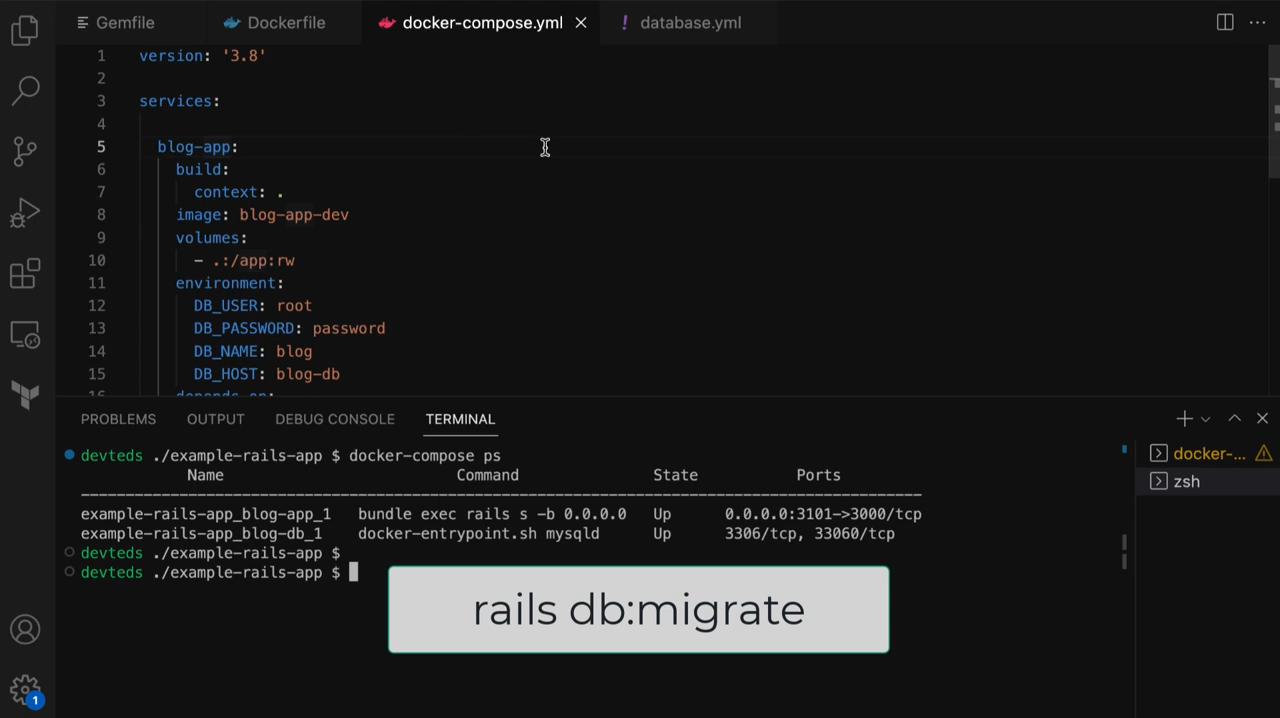 Gemfile Dockerfile docker-compose.yml database.yml
1 version: '3.8'
2
3 services:
4
5 blog-app:
6 build:
7 context: .
8 image: blog-app-dev
9 volumes:
10 - .:/app:rw
11 environment:
12 DB_USER: root
13 DB_PASSWORD: password
14 DB_NAME: blog
15 DB_HOST: blog-db
16 depends_on:
PROBLEMS OUTPUT DEBUG CONSOLE TERMINAL
devteds ./example-rails-app $ docker-compose ps
Name Command State Ports
example-rails-app_blog-app_1 bundle exec rails s -b 0.0.0.0 Up 0.0.0.0:3101->3000/tcp
example-rails-app_blog-db_1 docker-entrypoint.sh mysqld Up 3306/tcp, 33060/tcp
devteds ./example-rails-app $
devteds ./example-rails-app $
docker-...
zsh
rails db:migrate
1